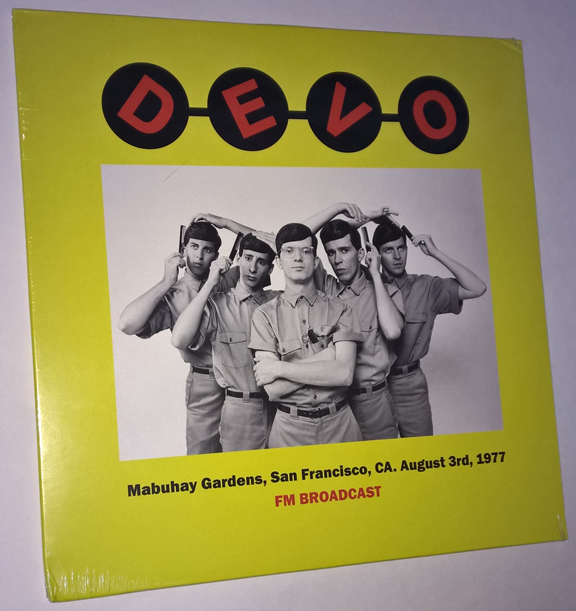 DEVO
Mabuhay Gardens, San Francisco, CA. August 3rd, 1977
FM BROADCAST